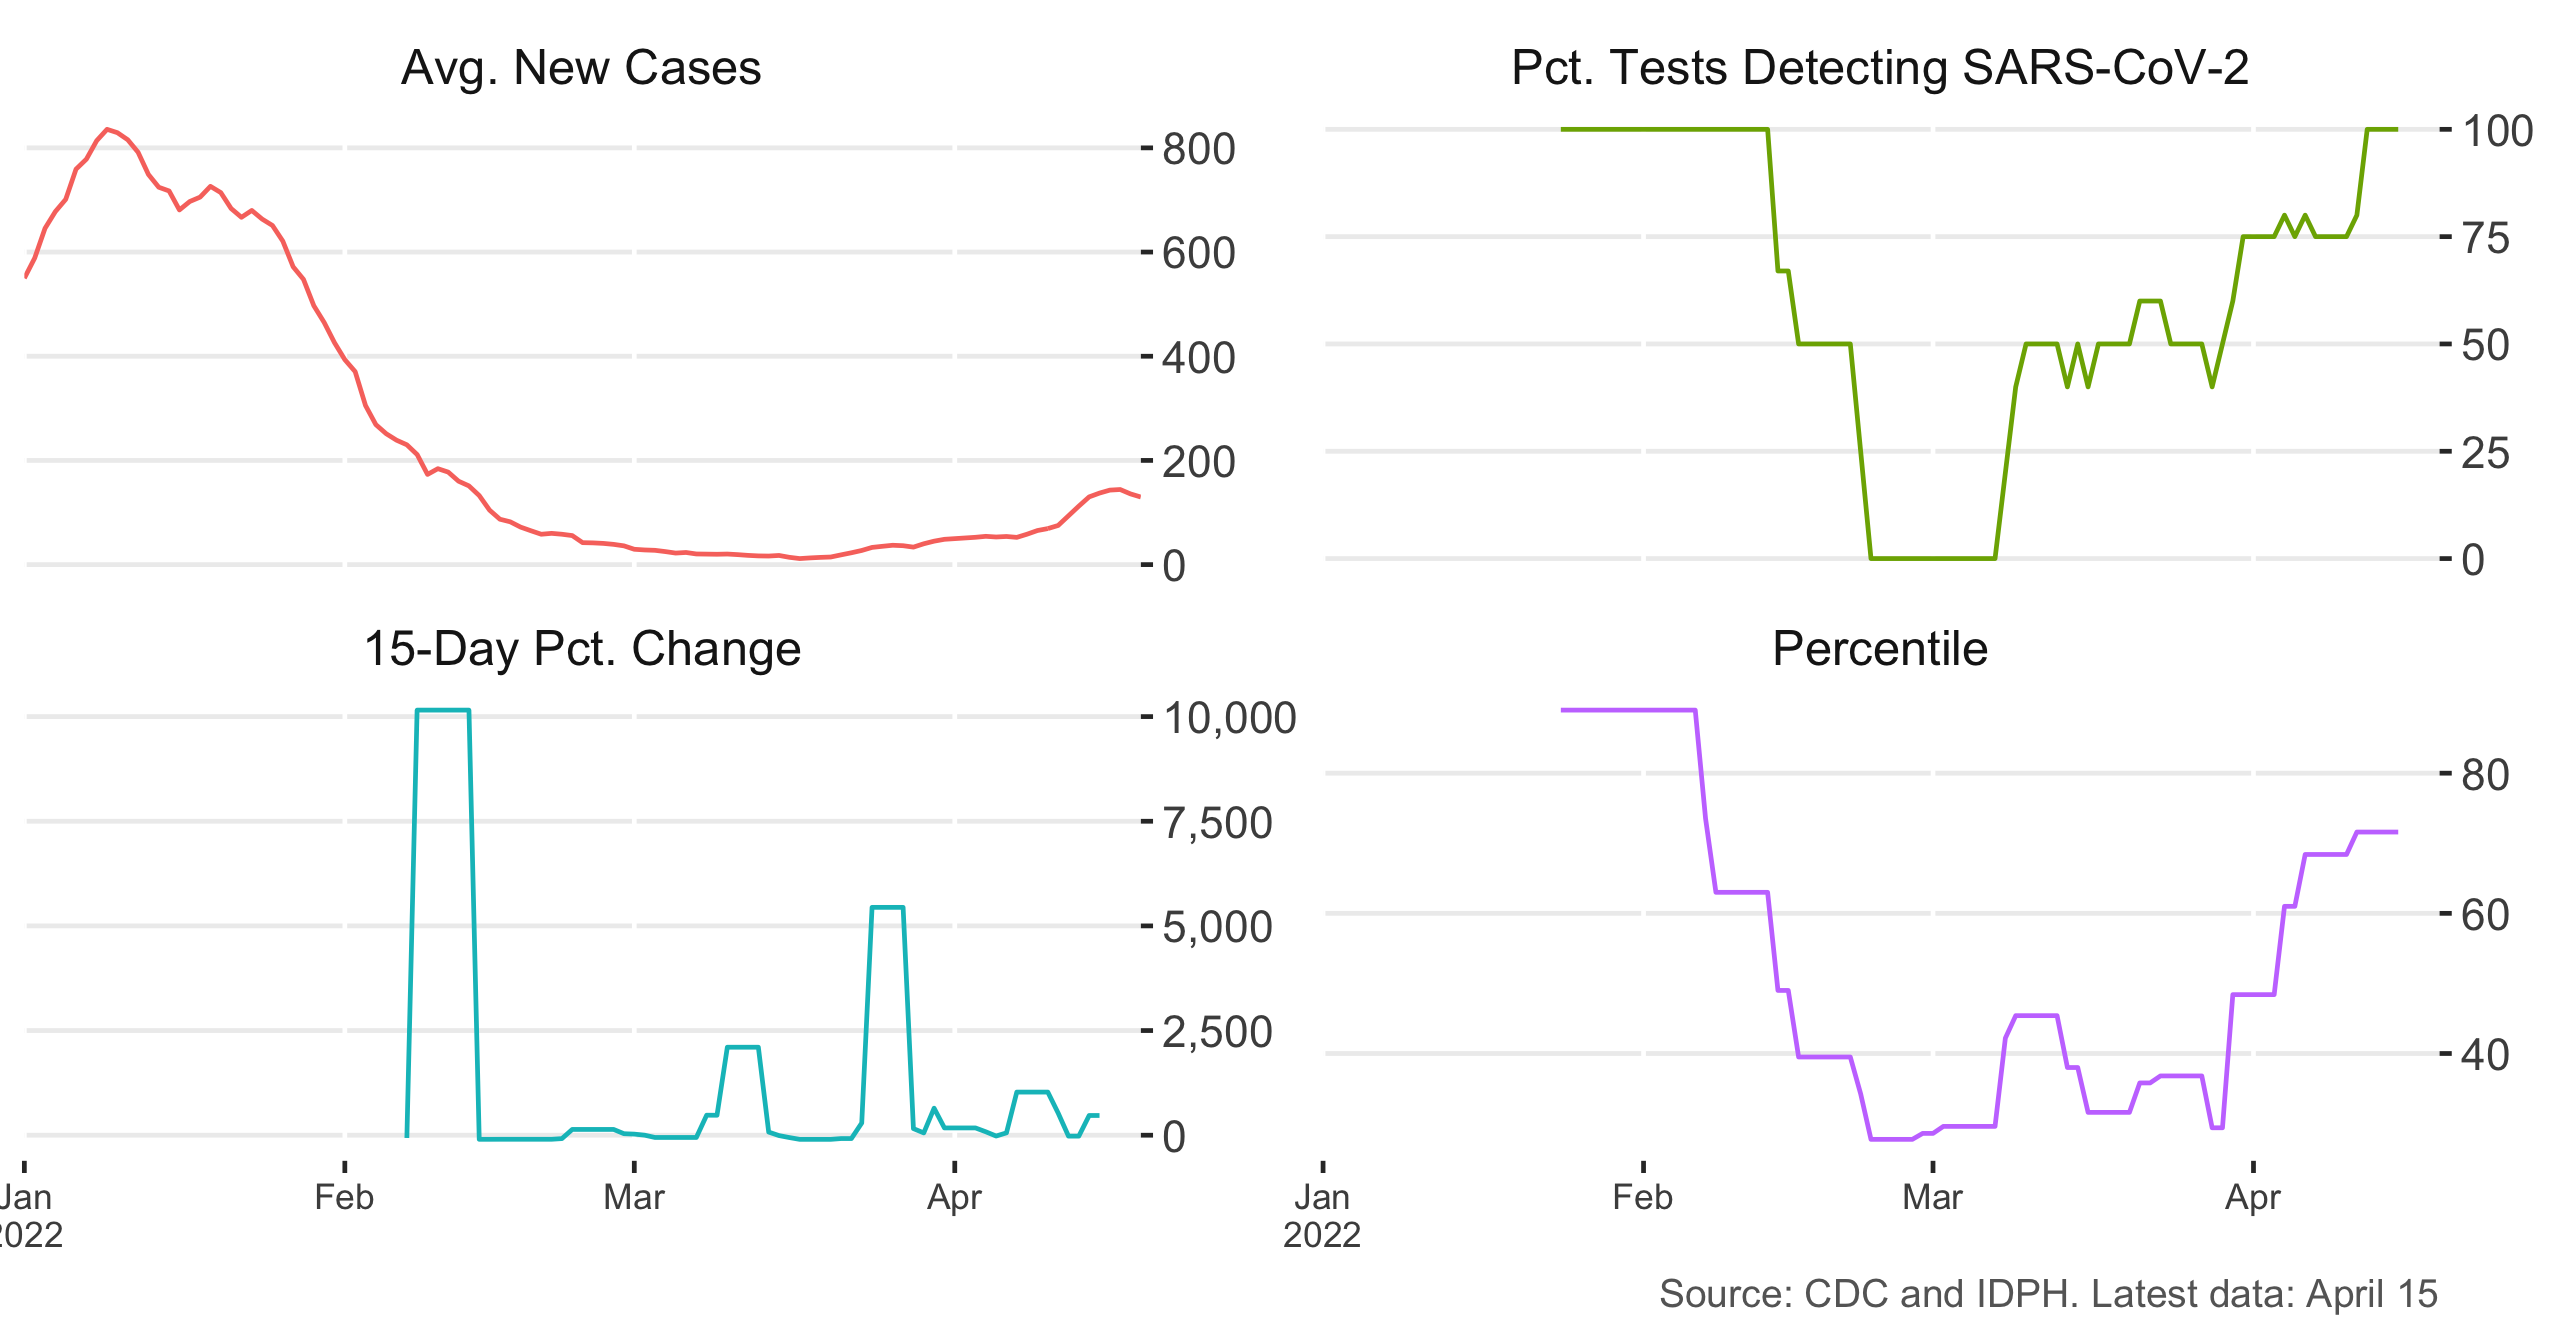 Avg. New Cases
Pct. Tests Detecting SARS-CoV-2
800
600
400
200
0
100
75
50
25
0
15-Day Pct. Change
Percentile
10,000
7,500
5,000
2,500
0
80
60
40
Jan Feb Mar Apr
2022
Jan Feb Mar Apr
2022
Source: CDC and IDPH. Latest data: April 15